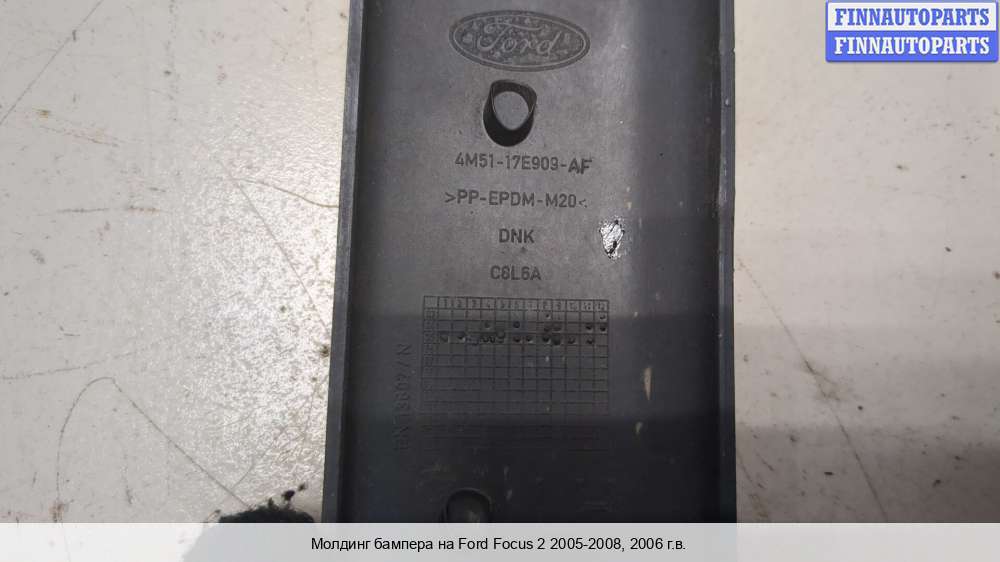 FINNAUTOPARTS
FINNAUTOPARTS
Ford
4M51-17E909-AF
>PP-EPDM-M20<
DNK
C6L6A
Молдинг бампера на Ford Focus 2 2005-2008, 2006 г.в.